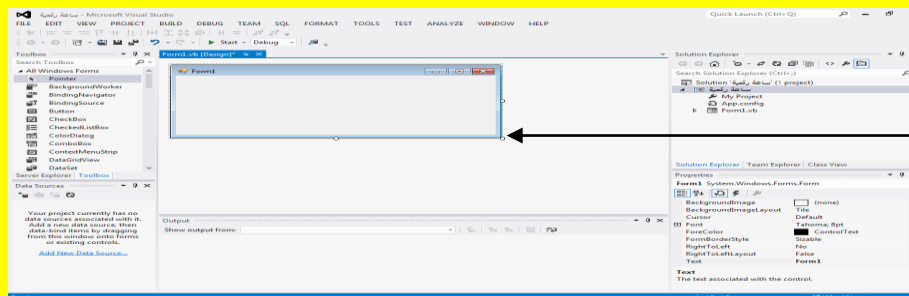 ساعة رقمية - Microsoft Visual Studio
Quick Launch (Ctrl+Q)
FILE EDIT VIEW PROJECT BUILD DEBUG TEAM SQL FORMAT TOOLS TEST ANALYZE WINDOW HELP
Start - Debug
Toolbox
Search Toolbox
All Windows Forms
Pointer
BackgroundWorker
BindingNavigator
BindingSource
Button
CheckBox
CheckedListBox
ColorDialog
ComboBox
ContextMenuStrip
DataGridView
DataSet
Server Explorer Toolbox
Data Sources
Your project currently has no
data sources associated with it.
Add a new data source, then
data-bind items by dragging
from this window onto forms
or existing controls.
Add New Data Source...
Form1.vb [Design]*
Form1
Output
Show output from:
Solution Explorer
Search Solution Explorer (Ctrl+;)
Solution 'ساعة رقمية' (1 project)
ساعة رقمية
My Project
App.config
Form1.vb
Solution Explorer Team Explorer Class View
Properties
Form1 System.Windows.Forms.Form
BackgroundImage (none)
BackgroundImageLayout Tile
Cursor Default
Font Tahoma; 8pt
ForeColor ControlText
FormBorderStyle Sizable
RightToLeft No
RightToLeftLayout False
Text Form1
Text
The text associated with the control.